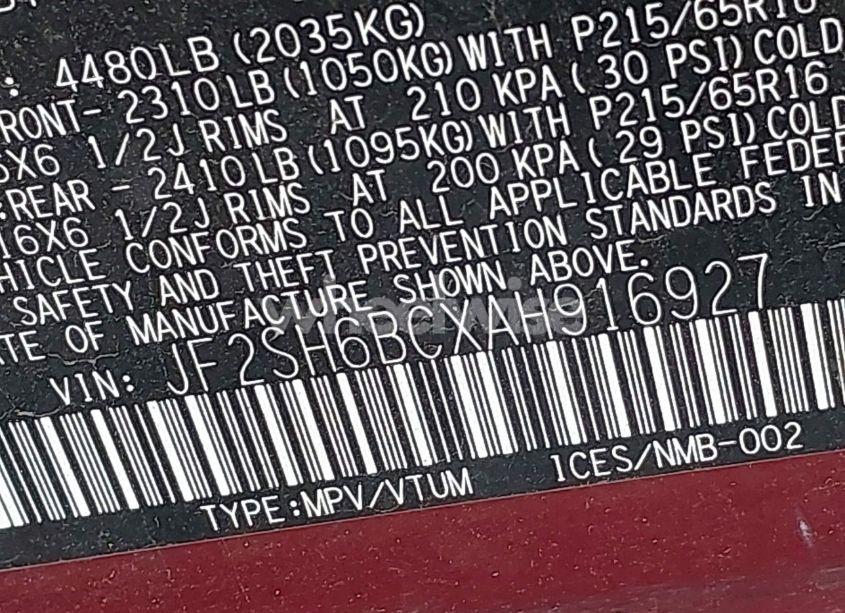 : 4480LB (2035KG)
RONT- 2310LB (1050KG) WITH P215/65R16
6X6 1/2J RIMS AT 210 KPA ( 30 PSI) COLD
:REAR - 2410LB (1095KG) WITH P215/65R16
16X6 1/2J RIMS AT 200 KPA ( 29 PSI) COLD
HICLE CONFORMS TO ALL APPLICABLE FEDER
SAFETY AND THEFT PREVENTION STANDARDS IN
TE OF MANUFACTURE SHOWN ABOVE.
VIN: JF2SH6BCXAH916927
TYPE:MPV/VTUM ICES/NMB-002